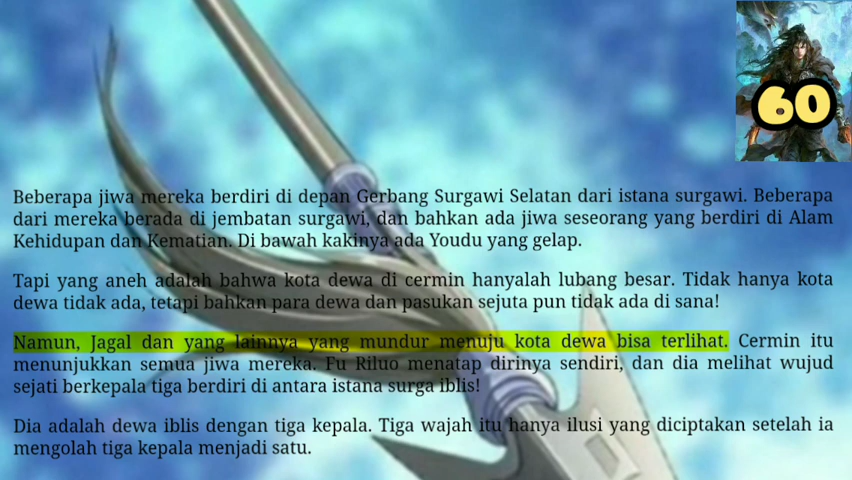 60
Beberapa jiwa mereka berdiri di depan Gerbang Surgawi Selatan dari istana surgawi. Beberapa
dari mereka berada di jembatan surgawi, dan bahkan ada jiwa seseorang yang berdiri di Alam
Kehidupan dan Kematian. Di bawah kakinya ada Youdu yang gelap.
Tapi yang aneh adalah bahwa kota dewa di cermin hanyalah lubang besar. Tidak hanya kota
dewa tidak ada, tetapi bahkan para dewa dan pasukan sejuta pun tidak ada di sana!
Namun, Jagal dan yang lainnya yang mundur menuju kota dewa bisa terlihat. Cermin itu
menunjukkan semua jiwa mereka. Fu Riluo menatap dirinya sendiri, dan dia melihat wujud
sejati berkepala tiga berdiri di antara istana surga iblis!
Dia adalah dewa iblis dengan tiga kepala. Tiga wajah itu hanya ilusi yang diciptakan setelah ia
mengolah tiga kepala menjadi satu.